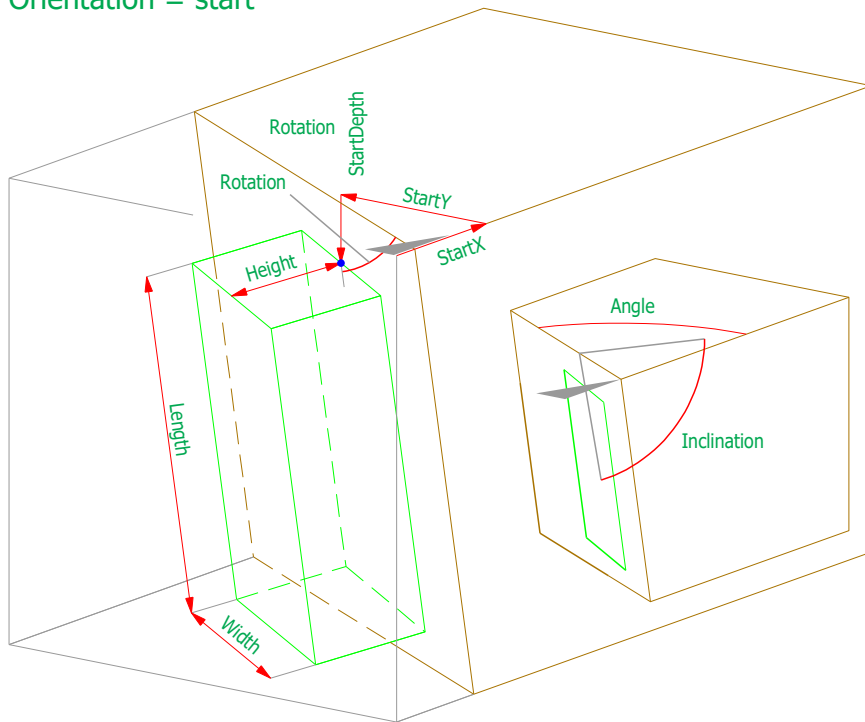 Orientation = start
Rotation
StartDepth
Rotation
StartY
StartX
Height
Angle
Length
Inclination
Width